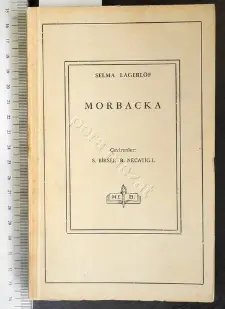 SELMA LAGERLÖF
MORBACKA
Çevirenler:
S. BİRSEL B. NECATİGİL